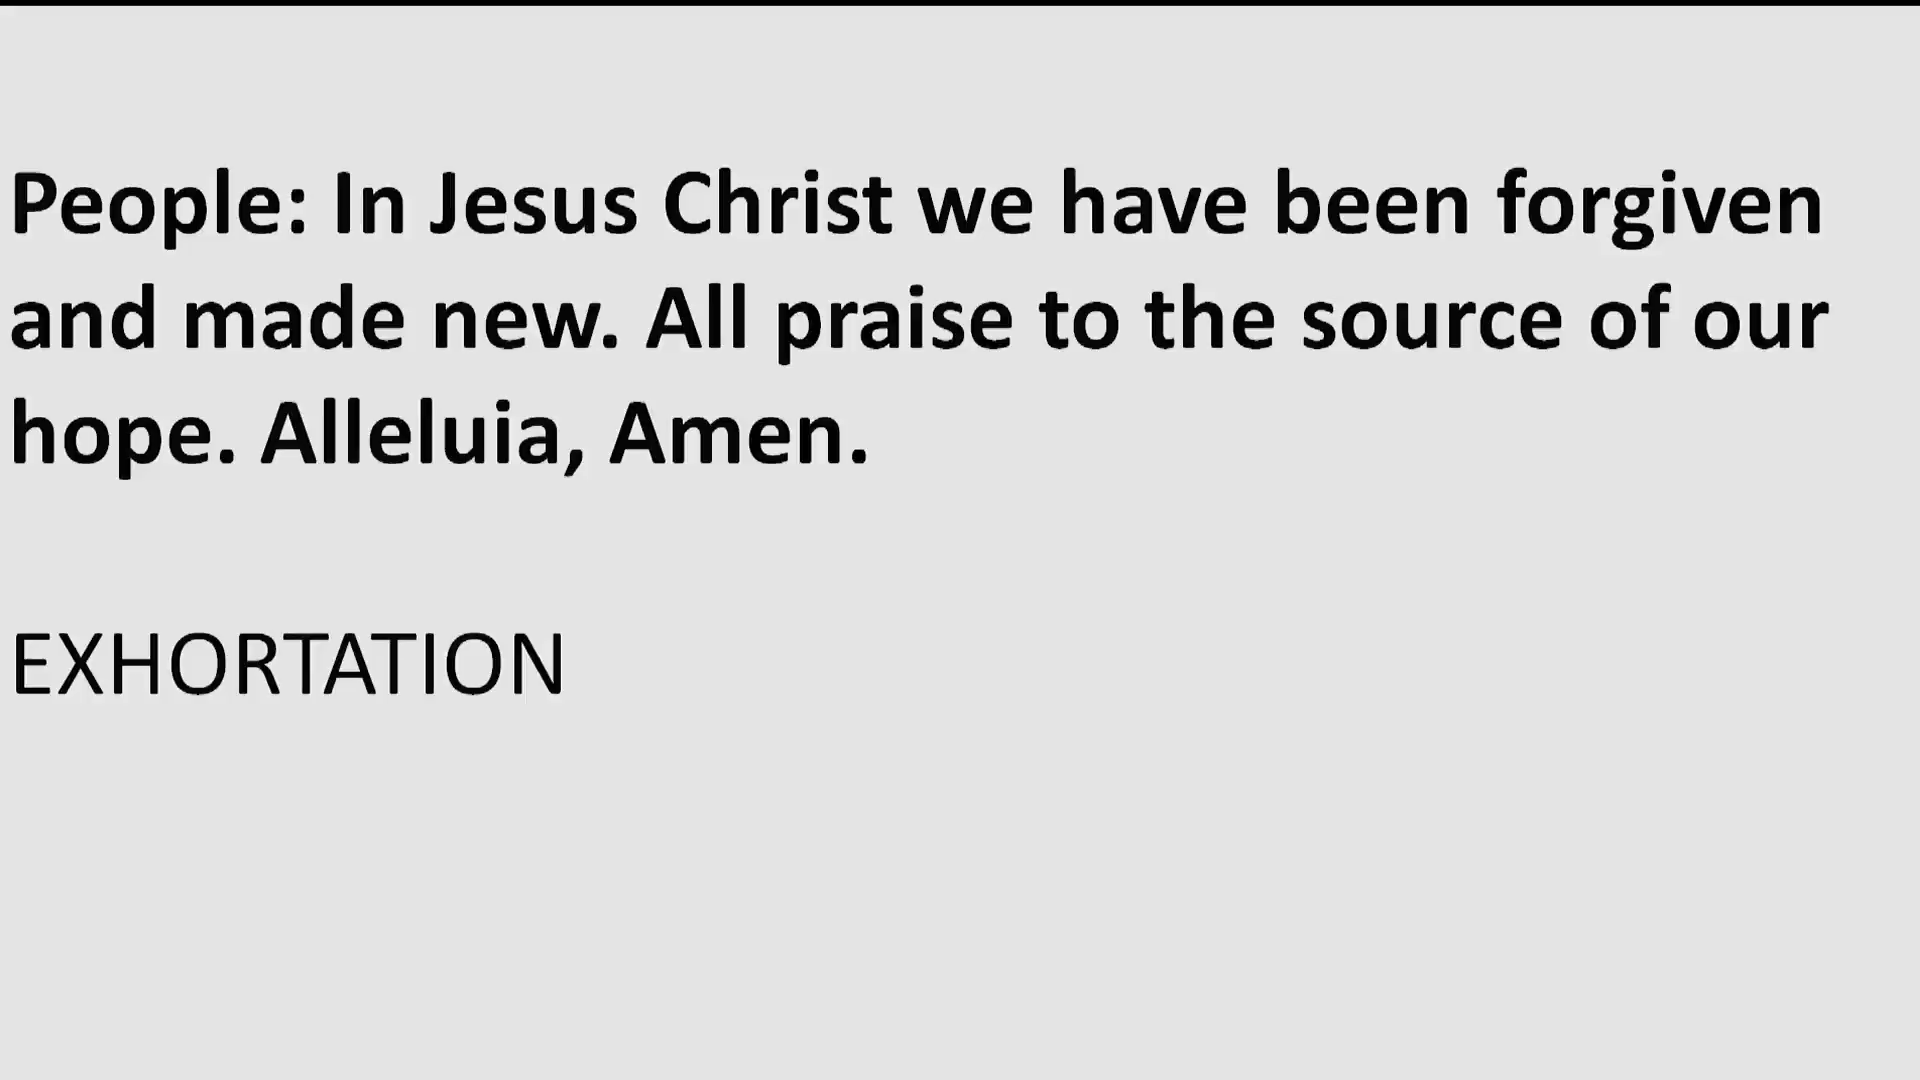 People: In Jesus Christ we have been forgiven
and made new. All praise to the source of our
hope. Alleluia, Amen.
EXHORTATION